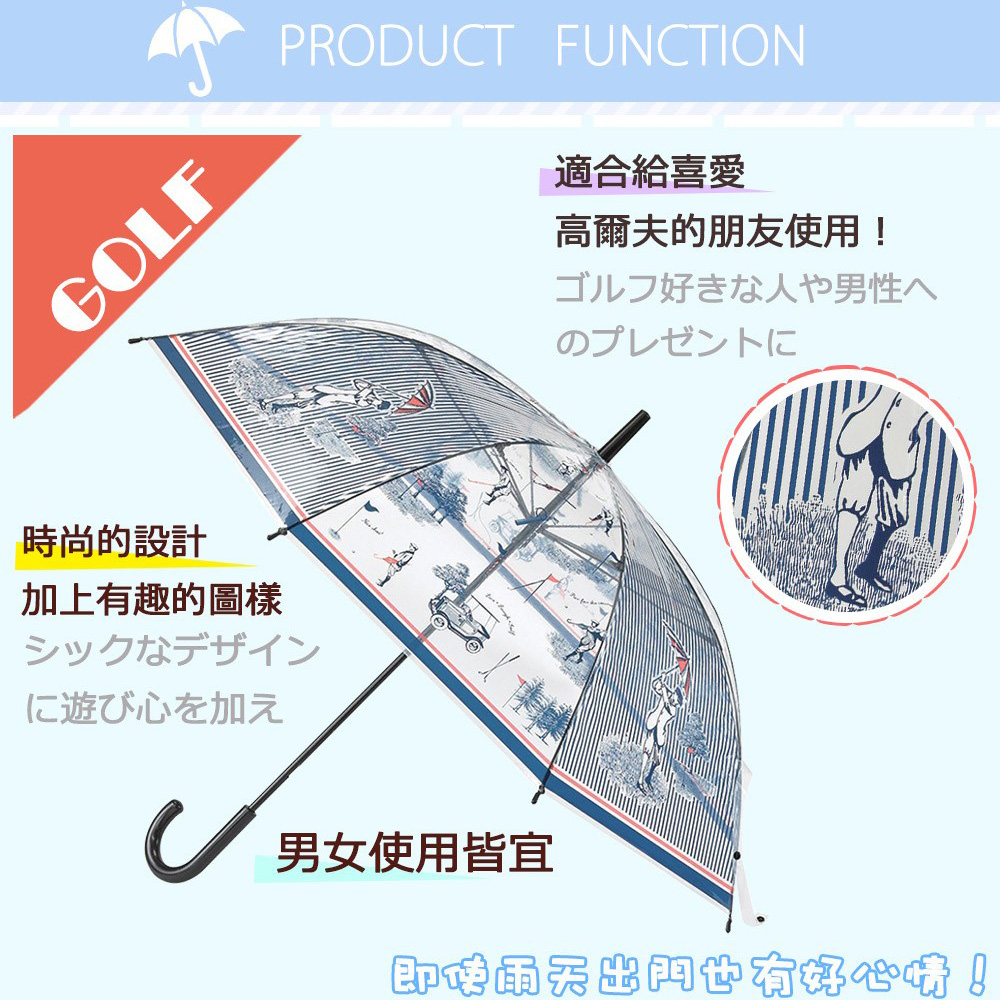 PRODUCT FUNCTION
GOLF
適合給喜愛
高爾夫的朋友使用！
ゴルフ好きな人や男性へ
のプレゼントに
時尚的設計
加上有趣的圖樣
シックなデザイン
に遊び心を加え
男女使用皆宜
即使雨天出門也有好心情！